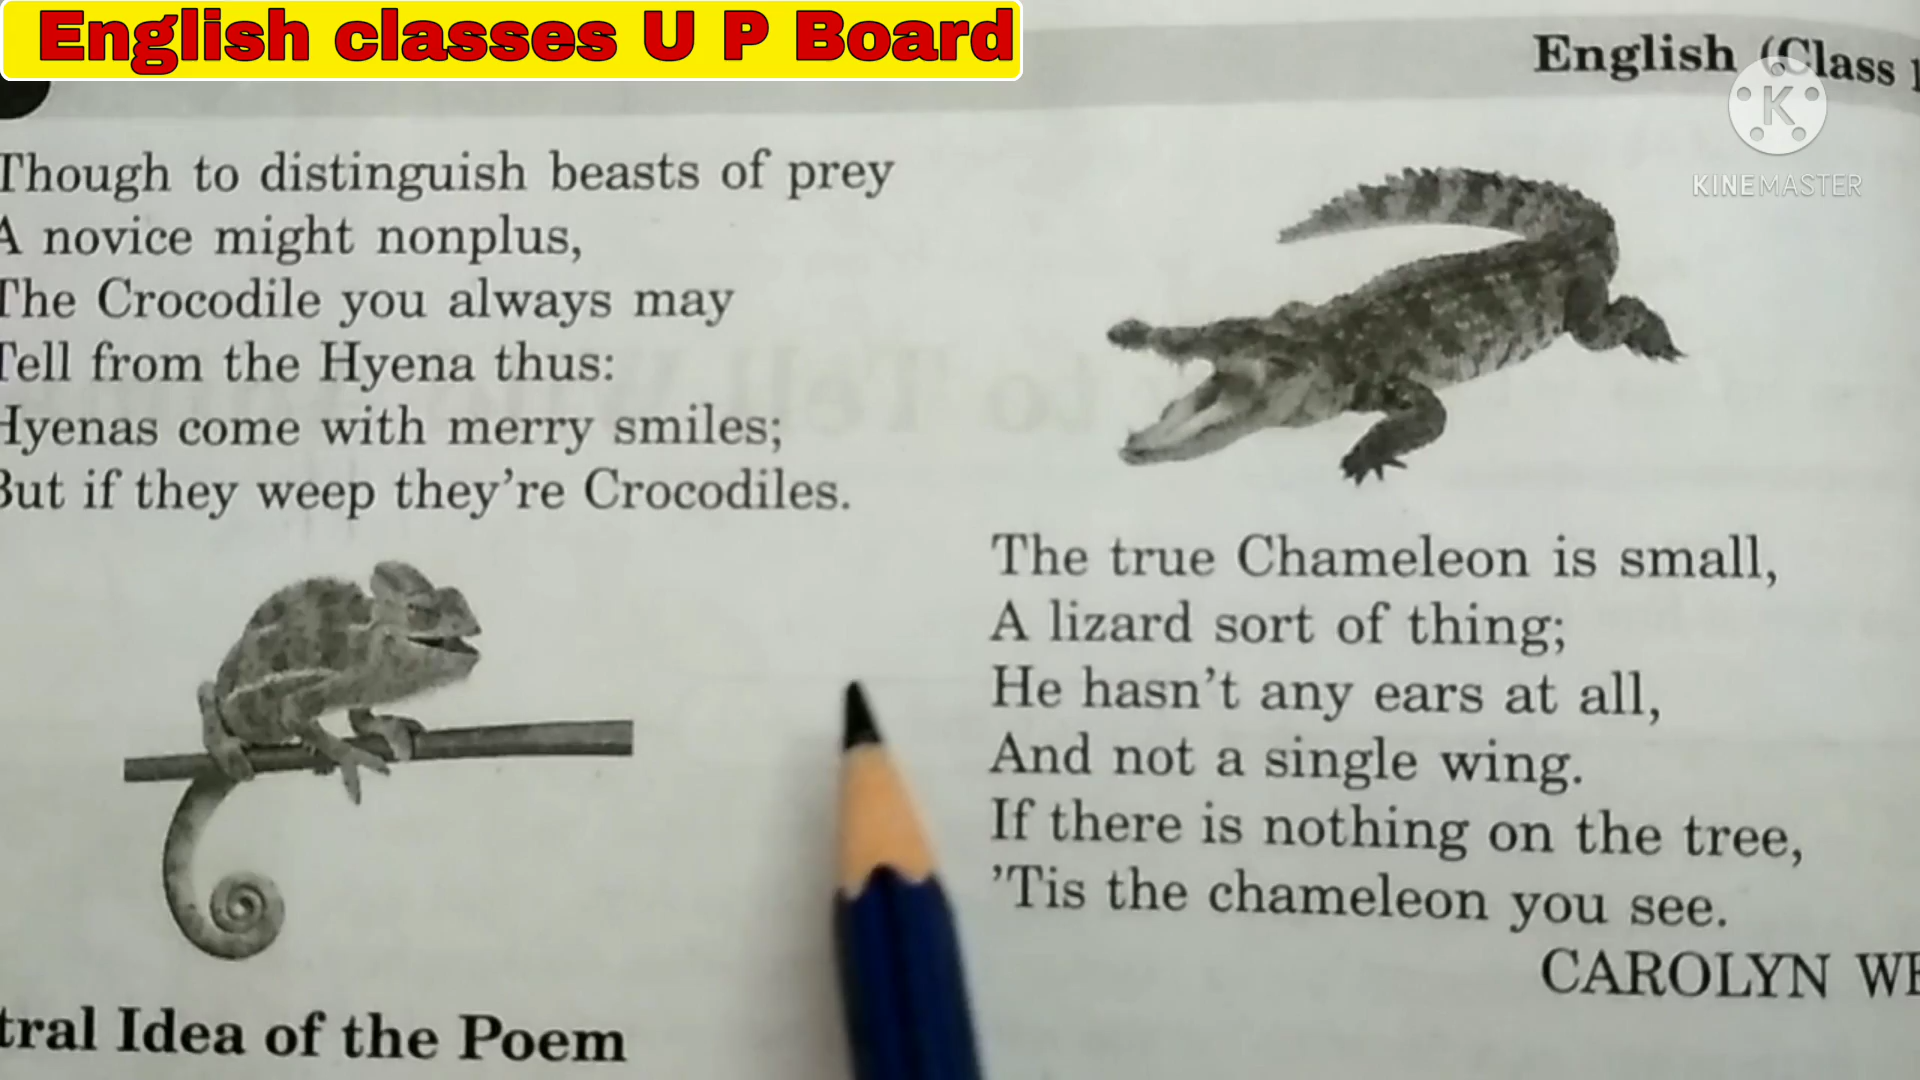 English classes U P Board
English (Class 1
KINEMASTER
Though to distinguish beasts of prey
A novice might nonplus,
The Crocodile you always may
Tell from the Hyena thus:
Hyenas come with merry smiles;
But if they weep they're Crocodiles.
The true Chameleon is small,
A lizard sort of thing;
He hasn't any ears at all,
And not a single wing.
If there is nothing on the tree,
'Tis the chameleon you see.
CAROLYN WE
tral Idea of the Poem